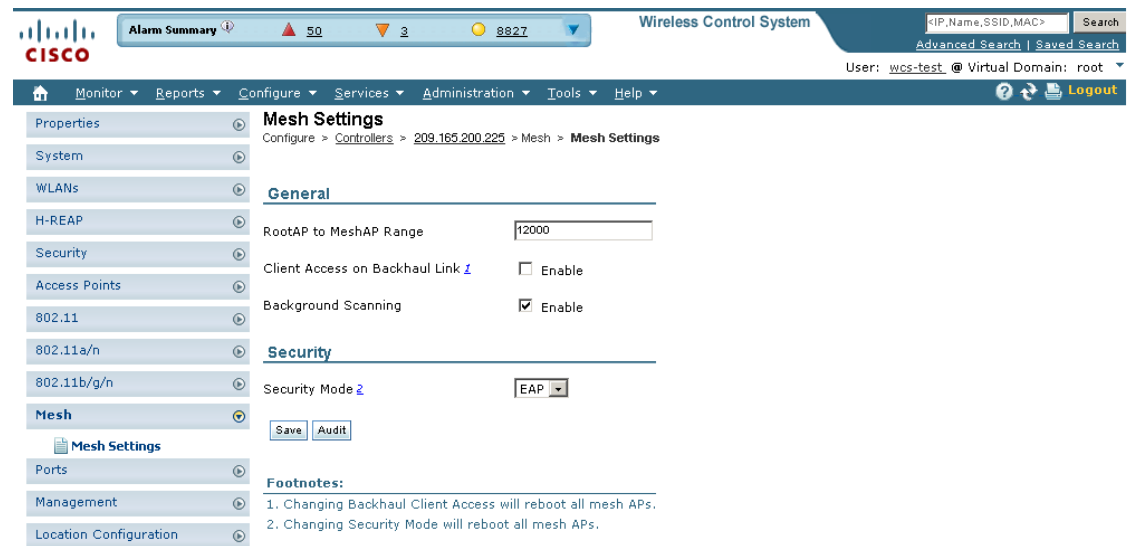 CISCO
Alarm Summary 50 3 8827
Wireless Control System
<IP,Name,SSID,MAC> Search
Advanced Search | Saved Search
User: wcs-test @ Virtual Domain: root
Monitor Reports Configure Services Administration Tools Help
Logout
Properties
System
WLANs
H-REAP
Security
Access Points
802.11
802.11a/n
802.11b/g/n
Mesh
Mesh Settings
Ports
Management
Location Configuration
Mesh Settings
Configure > Controllers > 209.165.200.225 > Mesh > Mesh Settings
General
RootAP to MeshAP Range 12000
Client Access on Backhaul Link 1 Enable
Background Scanning Enable
Security
Security Mode 2 EAP
Save Audit
Footnotes:
1. Changing Backhaul Client Access will reboot all mesh APs.
2. Changing Security Mode will reboot all mesh APs.